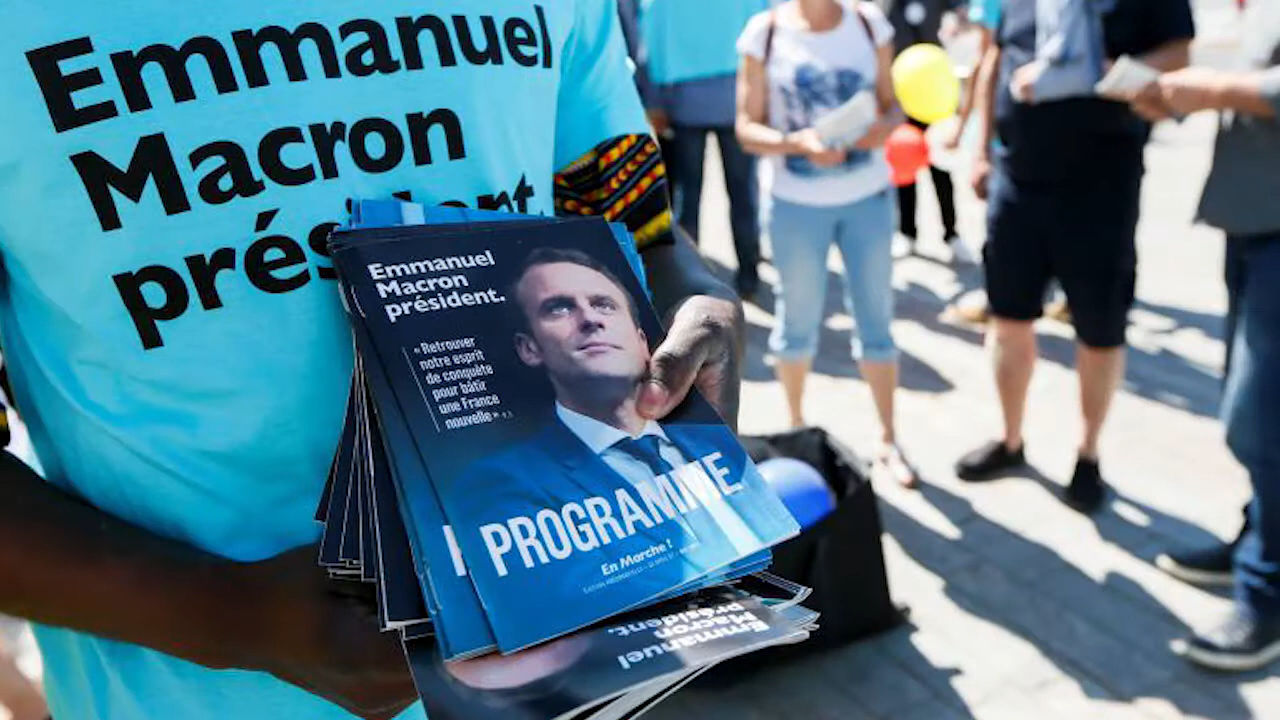 Emmanuel
Macron
président.
Emmanuel
Macron
président.
« Retrouver
notre esprit
de conquête
pour bâtir
une France
nouvelle »
PROGRAMME
En Marche !
P
Emmanuel
Macron
président.